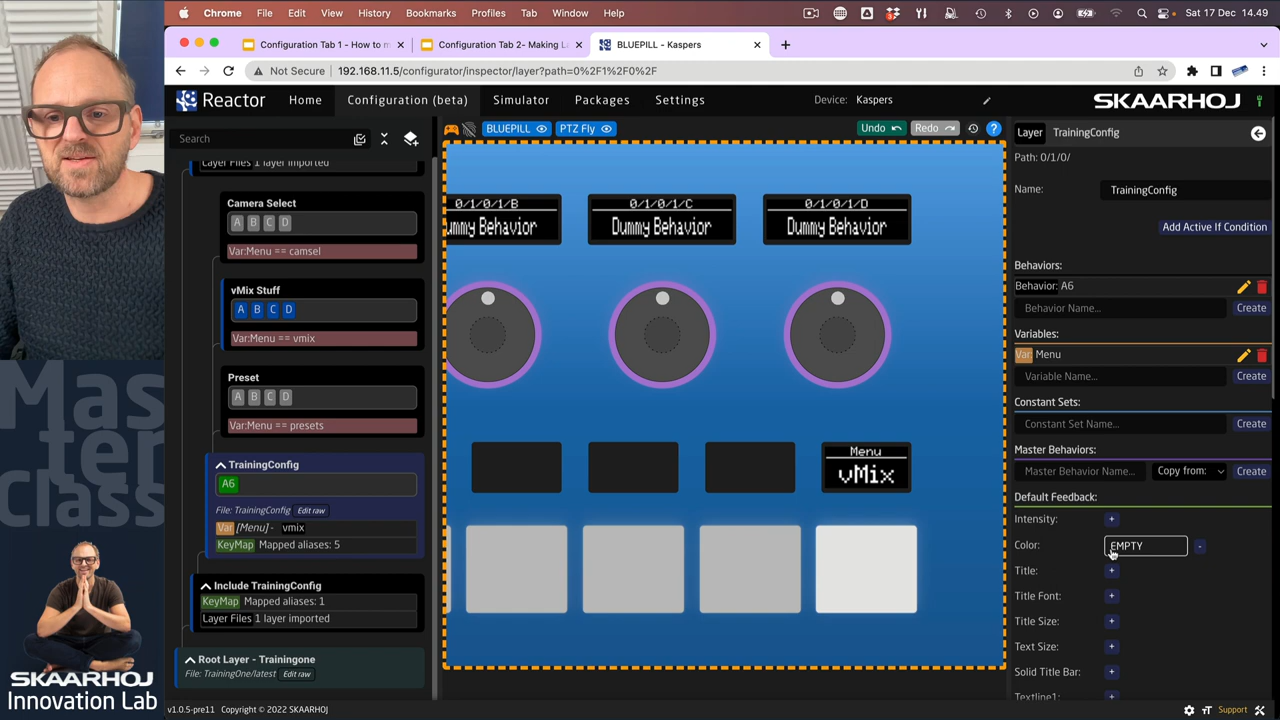 Chrome File Edit View History Bookmarks Profiles Tab Window Help
Sat 17 Dec 14.49
Configuration Tab 1 - How to m
Configuration Tab 2- Making L
BLUEPILL - Kaspers
Not Secure 192.168.11.5/configurator/inspector/layer?path=0%2F1%2F0%2F
Reactor Home Configuration (beta) Simulator Packages Settings Device: Kaspers SKAARHOJ
Search
BLUEPILL PTZ Fly Undo Redo ?
Layer TrainingConfig
Layer Files 1 layer imported
Path: 0/1/0/
Name: TrainingConfig
Camera Select
A B C D
Var:Menu == camsel
vMix Stuff
A B C D
Var:Menu == vmix
Preset
A B C D
Var:Menu == presets
TrainingConfig
A6
File: TrainingConfig Edit raw
Var [Menu] - vmix
KeyMap Mapped aliases: 5
Include TrainingConfig
KeyMap Mapped aliases: 1
Layer Files 1 layer imported
Root Layer - Trainingone
File: TrainingOne/latest Edit raw
0/1/0/1/B
ummy Behavior
0/1/0/1/C
Dummy Behavior
0/1/0/1/D
Dummy Behavior
Menu
vMix
Add Active If Condition
Behaviors:
Behavior: A6
Behavior Name... Create
Variables:
Var: Menu
Variable Name... Create
Constant Sets:
Constant Set Name... Create
Master Behaviors:
Master Behavior Name... Copy from: Create
Default Feedback:
Intensity: +
Color: EMPTY -
Title: +
Title Font: +
Title Size: +
Text Size: +
Solid Title Bar: +
Textline1: +
Mas
ter
Class
SKAARHOJ
Innovation Lab
v1.0.5-pre11 Copyright © 2022 SKAARHOJ
Support